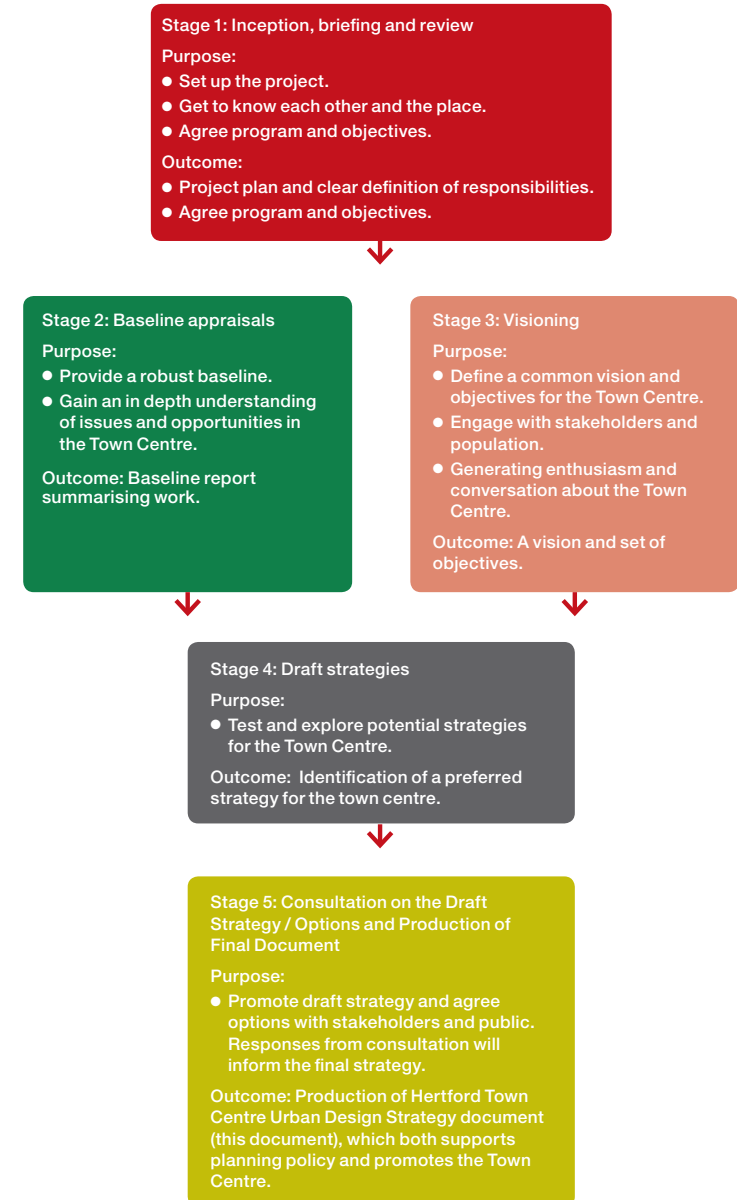 Stage 1: Inception, briefing and review
Purpose:
● Set up the project.
● Get to know each other and the place.
● Agree program and objectives.
Outcome:
● Project plan and clear definition of responsibilities.
● Agree program and objectives.
Stage 2: Baseline appraisals
Purpose:
● Provide a robust baseline.
● Gain an in depth understanding
of issues and opportunities in
the Town Centre.
Outcome: Baseline report
summarising work.
Stage 3: Visioning
Purpose:
● Define a common vision and
objectives for the Town Centre.
● Engage with stakeholders and
population.
● Generating enthusiasm and
conversation about the Town
Centre.
Outcome: A vision and set of
objectives.
Stage 4: Draft strategies
Purpose:
● Test and explore potential strategies
for the Town Centre.
Outcome: Identification of a preferred
strategy for the town centre.
Stage 5: Consultation on the Draft
Strategy / Options and Production of
Final Document
Purpose:
● Promote draft strategy and agree
options with stakeholders and public.
Responses from consultation will
inform the final strategy.
Outcome: Production of Hertford Town
Centre Urban Design Strategy document
(this document), which both supports
planning policy and promotes the Town
Centre.